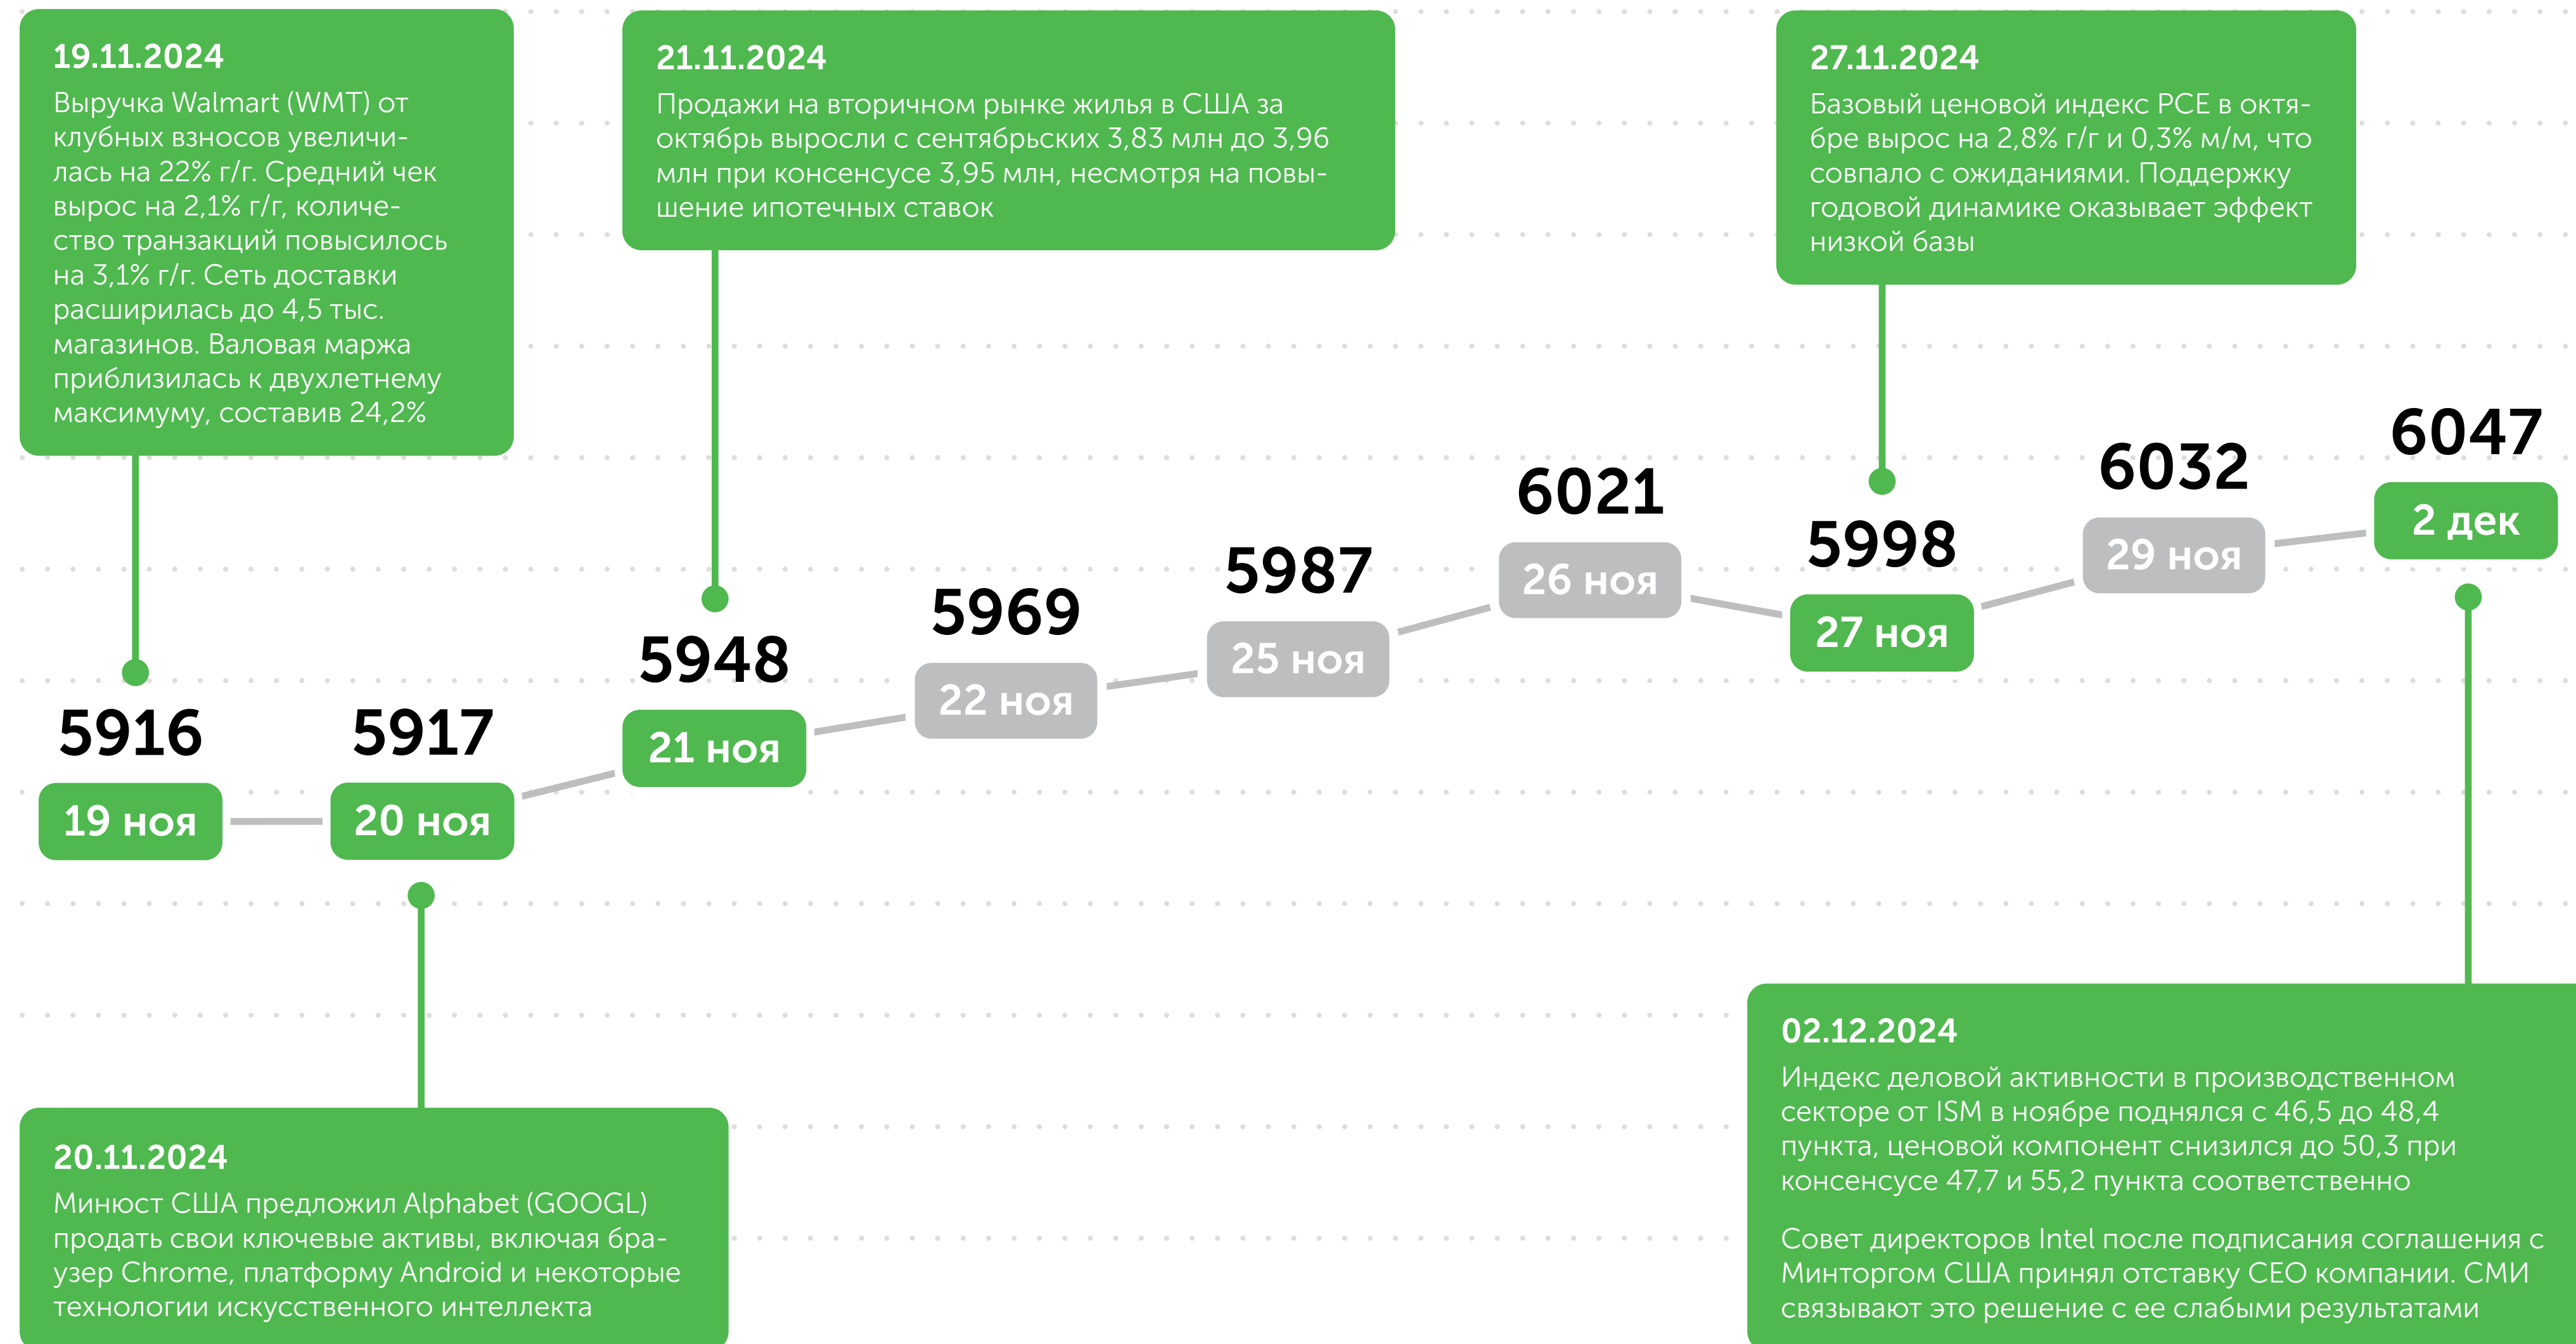 19.11.2024
Выручка Walmart (WMT) от
клубных взносов увеличи-
лась на 22% г/г. Средний чек
вырос на 2,1% г/г, количе-
ство транзакций повысилось
на 3,1% г/г. Сеть доставки
расширилась до 4,5 тыс.
магазинов. Валовая маржа
приблизилась к двухлетнему
максимуму, составив 24,2%
21.11.2024
Продажи на вторичном рынке жилья в США за
октябрь выросли с сентябрьских 3,83 млн до 3,96
млн при консенсусе 3,95 млн, несмотря на повы-
шение ипотечных ставок
27.11.2024
Базовый ценовой индекс PCE в октя-
бре вырос на 2,8% г/г и 0,3% м/м, что
совпало с ожиданиями. Поддержку
годовой динамике оказывает эффект
низкой базы
5916
19 ноя
5917
20 ноя
5948
21 ноя
5969
22 ноя
5987
25 ноя
6021
26 ноя
5998
27 ноя
6032
29 ноя
6047
2 дек
20.11.2024
Минюст США предложил Alphabet (GOOGL)
продать свои ключевые активы, включая бра-
узер Chrome, платформу Android и некоторые
технологии искусственного интеллекта
02.12.2024
Индекс деловой активности в производственном
секторе от ISM в ноябре поднялся с 46,5 до 48,4
пункта, ценовой компонент снизился до 50,3 при
консенсусе 47,7 и 55,2 пункта соответственно
Совет директоров Intel после подписания соглашения с
Минторгом США принял отставку CEO компании. СМИ
связывают это решение с ее слабыми результатами